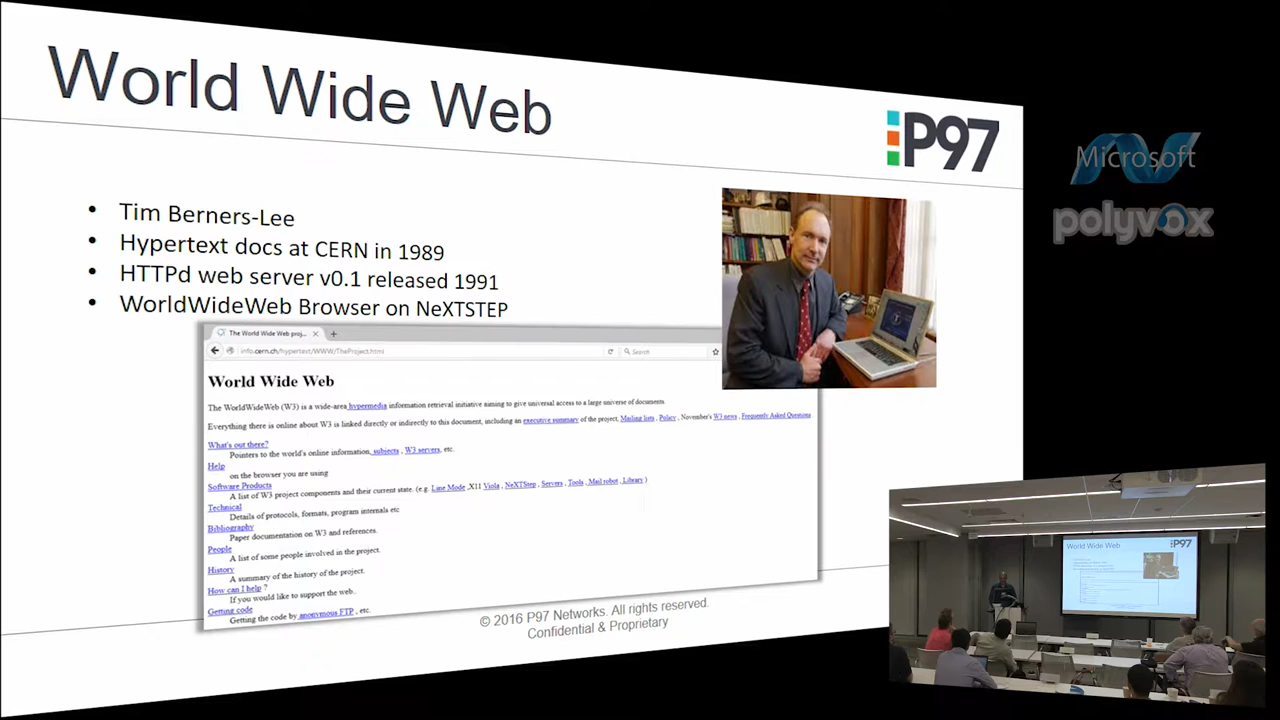 World Wide Web
P97
Microsoft
polyvox
• Tim Berners-Lee
• Hypertext docs at CERN in 1989
• HTTPd web server v0.1 released 1991
• WorldWideWeb Browser on NeXTSTEP
The World Wide Web proj...
info.cern.ch/hypertext/WWW/TheProject.html
Search
World Wide Web
The WorldWideWeb (W3) is a wide-area hypermedia information retrieval initiative aiming to give universal access to a large universe of documents.
Everything there is online about W3 is linked directly or indirectly to this document, including an executive summary of the project, Mailing lists , Policy , November's W3 news , Frequently Asked Questions
What's out there?
Pointers to the world's online information, subjects , W3 servers, etc.
Help
on the browser you are using
Software Products
A list of W3 project components and their current state. (e.g. Line Mode ,X11 Viola , NeXTStep , Servers , Tools , Mail robot , Library )
Technical
Details of protocols, formats, program internals etc
Bibliography
Paper documentation on W3 and references.
People
A list of some people involved in the project.
History
A summary of the history of the project.
How can I help ?
If you would like to support the web..
Getting code
Getting the code by anonymous FTP , etc.
© 2016 P97 Networks. All rights reserved.
Confidential & Proprietary
World Wide Web
P97